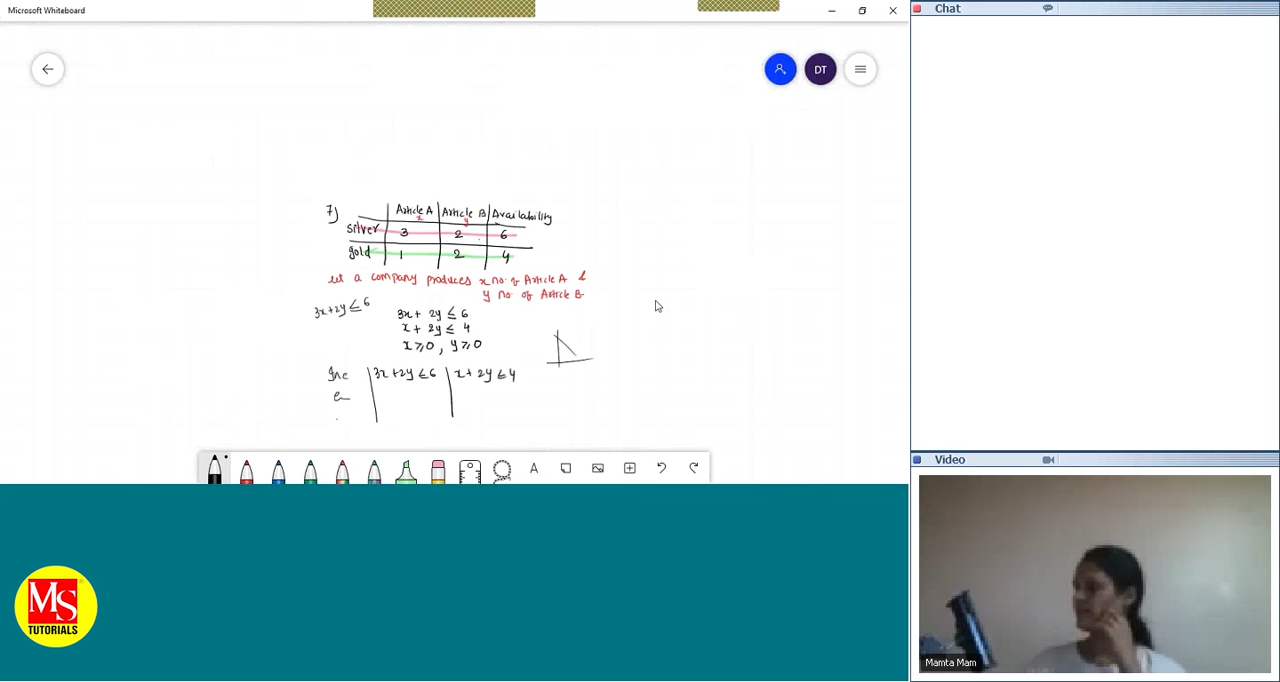 Microsoft Whiteboard
Chat
DT
7)
Article A | Article B | Availability
x y
silver 3 2 6
gold 1 2 4
let a company produces x no. of Article A &
y no. of Article B
3x+2y ≤ 6
3x + 2y ≤ 6
x + 2y ≤ 4
x ≥ 0, y ≥ 0
Ine | 3x+2y ≤ 6 | x + 2y ≤ 4
A
Video
MS
TUTORIALS
Mamta Mam